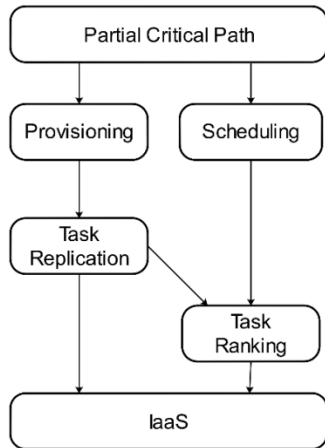 Partial Critical Path
Provisioning
Scheduling
Task
Replication
Task
Ranking
IaaS